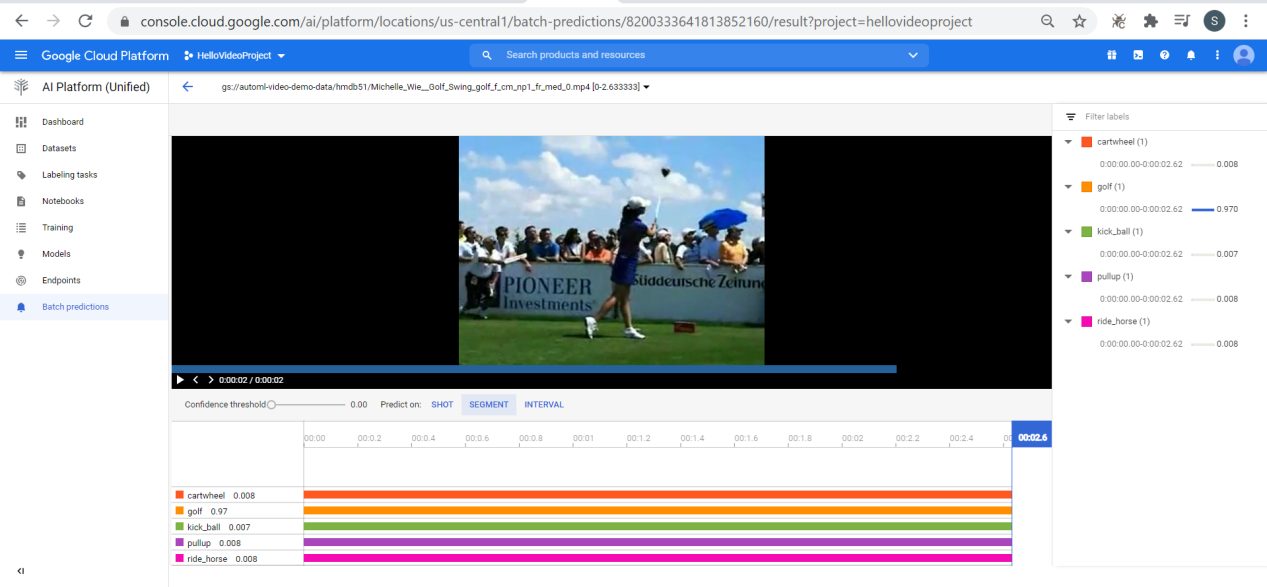 console.cloud.google.com/ai/platform/locations/us-central1/batch-predictions/8200333641813852160/result?project=hellovideoproject
S
Google Cloud Platform
HelloVideoProject
Search products and resources
AI Platform (Unified)
gs://automl-video-demo-data/hmdb51/Michelle_Wie__Golf_Swing_golf_f_cm_np1_fr_med_0.mp4 [0-2.633333]
Dashboard
Datasets
Labeling tasks
Notebooks
Training
Models
Endpoints
Batch predictions
PIONEER
Investments
Süddeutsche Zeitung
0:00:02 / 0:00:02
Confidence threshold 0.00 Predict on: SHOT SEGMENT INTERVAL
00:00 00:0.2 00:0.4 00:0.6 00:0.8 00:01 00:1.2 00:1.4 00:1.6 00:1.8 00:02 00:2.2 00:2.4 00:02.6
cartwheel 0.008
golf 0.97
kick_ball 0.007
pullup 0.008
ride_horse 0.008
Filter labels
cartwheel (1)
0:00:00.00-0:00:02.62 0.008
golf (1)
0:00:00.00-0:00:02.62 0.970
kick_ball (1)
0:00:00.00-0:00:02.62 0.007
pullup (1)
0:00:00.00-0:00:02.62 0.008
ride_horse (1)
0:00:00.00-0:00:02.62 0.008